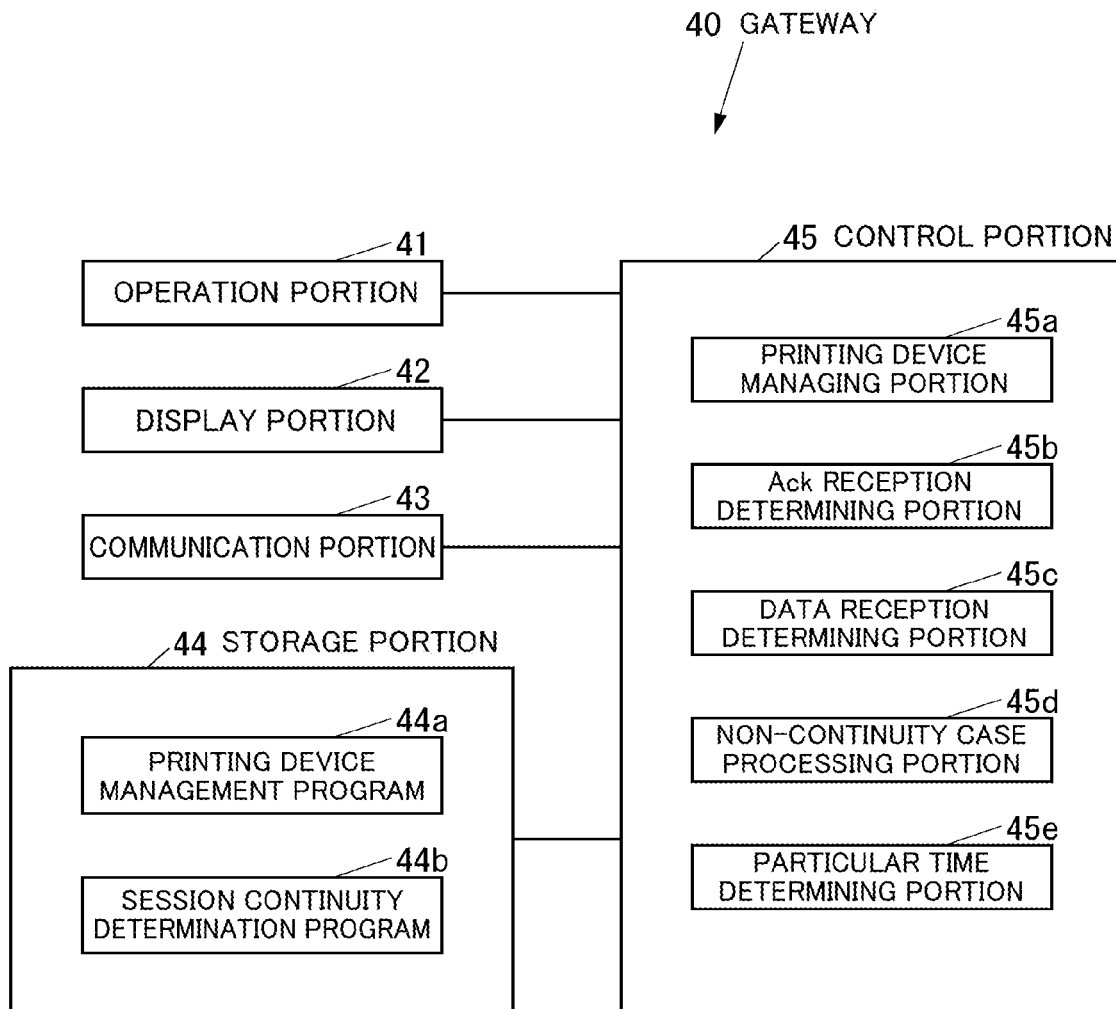 40 GATEWAY
41
OPERATION PORTION
42
DISPLAY PORTION
43
COMMUNICATION PORTION
44 STORAGE PORTION
44a
PRINTING DEVICE
MANAGEMENT PROGRAM
44b
SESSION CONTINUITY
DETERMINATION PROGRAM
45 CONTROL PORTION
45a
PRINTING DEVICE
MANAGING PORTION
45b
Ack RECEPTION
DETERMINING PORTION
45c
DATA RECEPTION
DETERMINING PORTION
45d
NON-CONTINUITY CASE
PROCESSING PORTION
45e
PARTICULAR TIME
DETERMINING PORTION